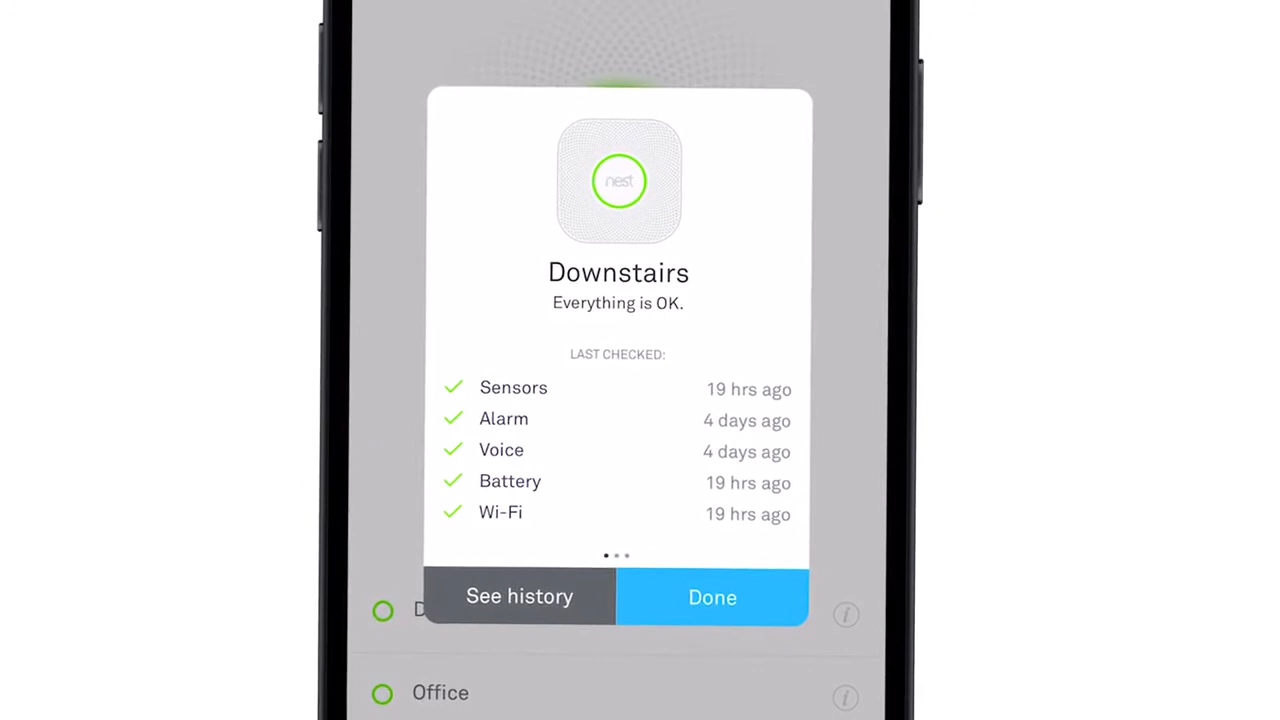 nest
Downstairs
Everything is OK.
LAST CHECKED:
Sensors 19 hrs ago
Alarm 4 days ago
Voice 4 days ago
Battery 19 hrs ago
Wi-Fi 19 hrs ago
See history Done
D
Office